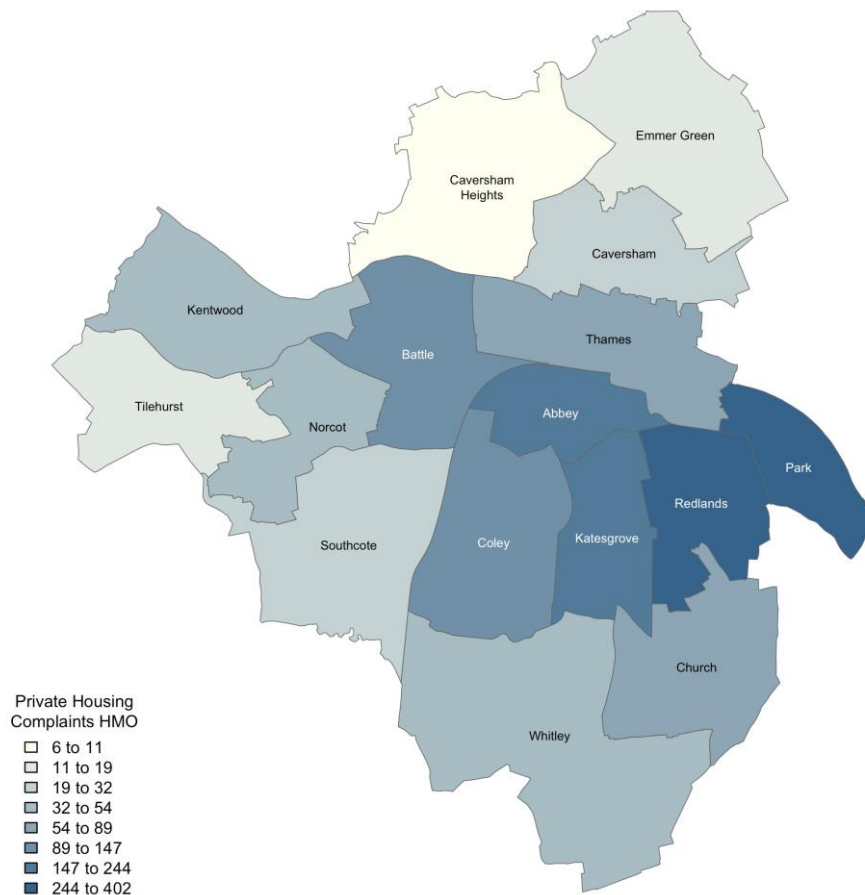 Emmer Green
Caversham
Heights
Caversham
Kentwood
Thames
Battle
Tilehurst
Abbey
Norcot
Park
Redlands
Southcote
Coley
Katesgrove
Church
Whitley
Private Housing
Complaints HMO
6 to 11
11 to 19
19 to 32
32 to 54
54 to 89
89 to 147
147 to 244
244 to 402